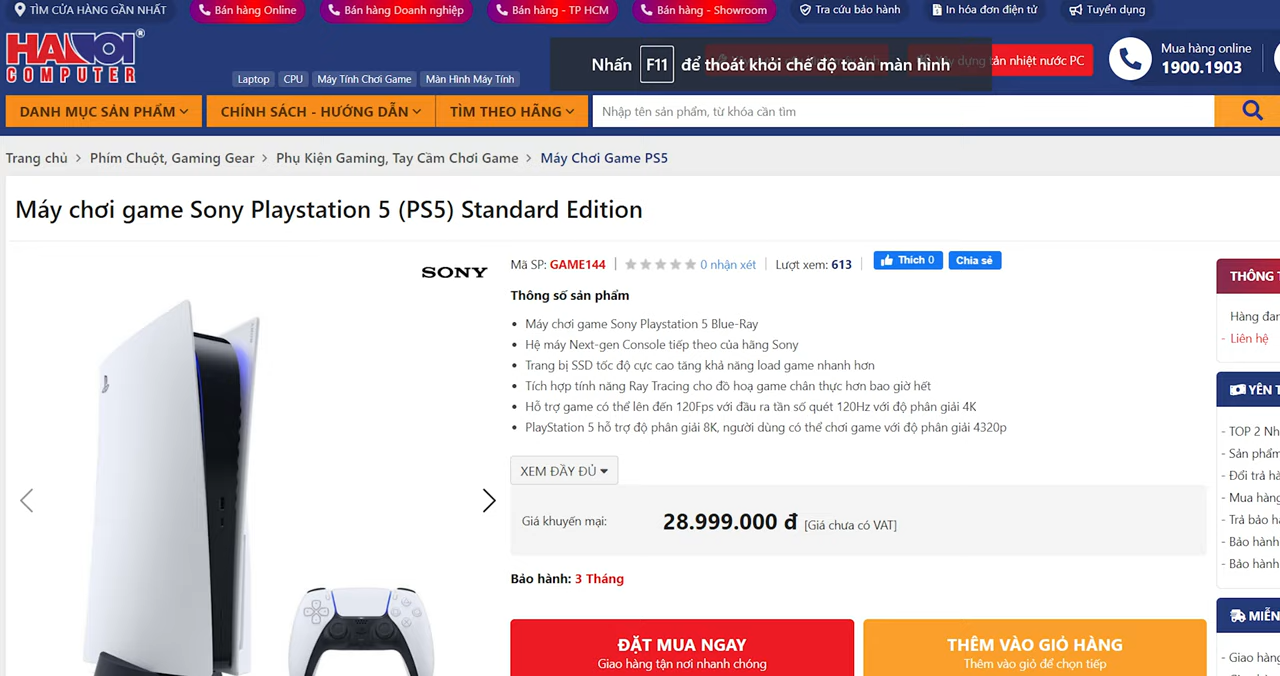 TÌM CỬA HÀNG GẦN NHẤT
Bán hàng Online
Bán hàng Doanh nghiệp
Bán hàng - TP HCM
Bán hàng - Showroom
Tra cứu bảo hành
In hóa đơn điện tử
Tuyển dụng
HANOI
COMPUTER
®
Laptop
CPU
Máy Tính Chơi Game
Màn Hình Máy Tính
Nhấn F11 để thoát khỏi chế độ toàn màn hình
tản nhiệt nước PC
Mua hàng online
1900.1903
DANH MỤC SẢN PHẨM
CHÍNH SÁCH - HƯỚNG DẪN
TÌM THEO HÃNG
Nhập tên sản phẩm, từ khóa cần tìm
Trang chủ > Phím Chuột, Gaming Gear > Phụ Kiện Gaming, Tay Cầm Chơi Game > Máy Chơi Game PS5
Máy chơi game Sony Playstation 5 (PS5) Standard Edition
SONY
Mã SP: GAME144 | 0 nhận xét | Lượt xem: 613 |
Thích 0
Chia sẻ
Thông số sản phẩm
• Máy chơi game Sony Playstation 5 Blue-Ray
• Hệ máy Next-gen Console tiếp theo của hãng Sony
• Trang bị SSD tốc độ cực cao tăng khả năng load game nhanh hơn
• Tích hợp tính năng Ray Tracing cho đồ hoạ game chân thực hơn bao giờ hết
• Hỗ trợ game có thể lên đến 120Fps với đầu ra tần số quét 120Hz với độ phân giải 4K
• PlayStation 5 hỗ trợ độ phân giải 8K, người dùng có thể chơi game với độ phân giải 4320p
XEM ĐẦY ĐỦ
Giá khuyến mại: 28.999.000 đ [Giá chưa có VAT]
Bảo hành: 3 Tháng
ĐẶT MUA NGAY
Giao hàng tận nơi nhanh chóng
THÊM VÀO GIỎ HÀNG
Thêm vào giỏ để chọn tiếp
THÔNG
Hàng
- Liên hệ
YÊN
- TOP 2
- Sản phẩm
- Đổi trả
- Mua hàng
- Trả bảo
- Bảo hành
- Bảo hành
MIỄN
- Giao hàng